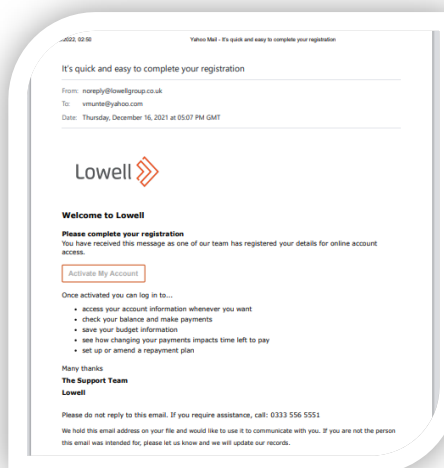 2022, 02:50 Yahoo Mail - It's quick and easy to complete your registration
It's quick and easy to complete your registration
From: noreply@lowellgroup.co.uk
To: vmunte@yahoo.com
Date: Thursday, December 16, 2021 at 05:07 PM GMT
Lowell
Welcome to Lowell
Please complete your registration
You have received this message as one of our team has registered your details for online account
access.
Activate My Account
Once activated you can log in to...
• access your account information whenever you want
• check your balance and make payments
• save your budget information
• see how changing your payments impacts time left to pay
• set up or amend a repayment plan
Many thanks
The Support Team
Lowell
Please do not reply to this email. If you require assistance, call: 0333 556 5551
We hold this email address on your file and would like to use it to communicate with you. If you are not the person
this email was intended for, please let us know and we will update our records.